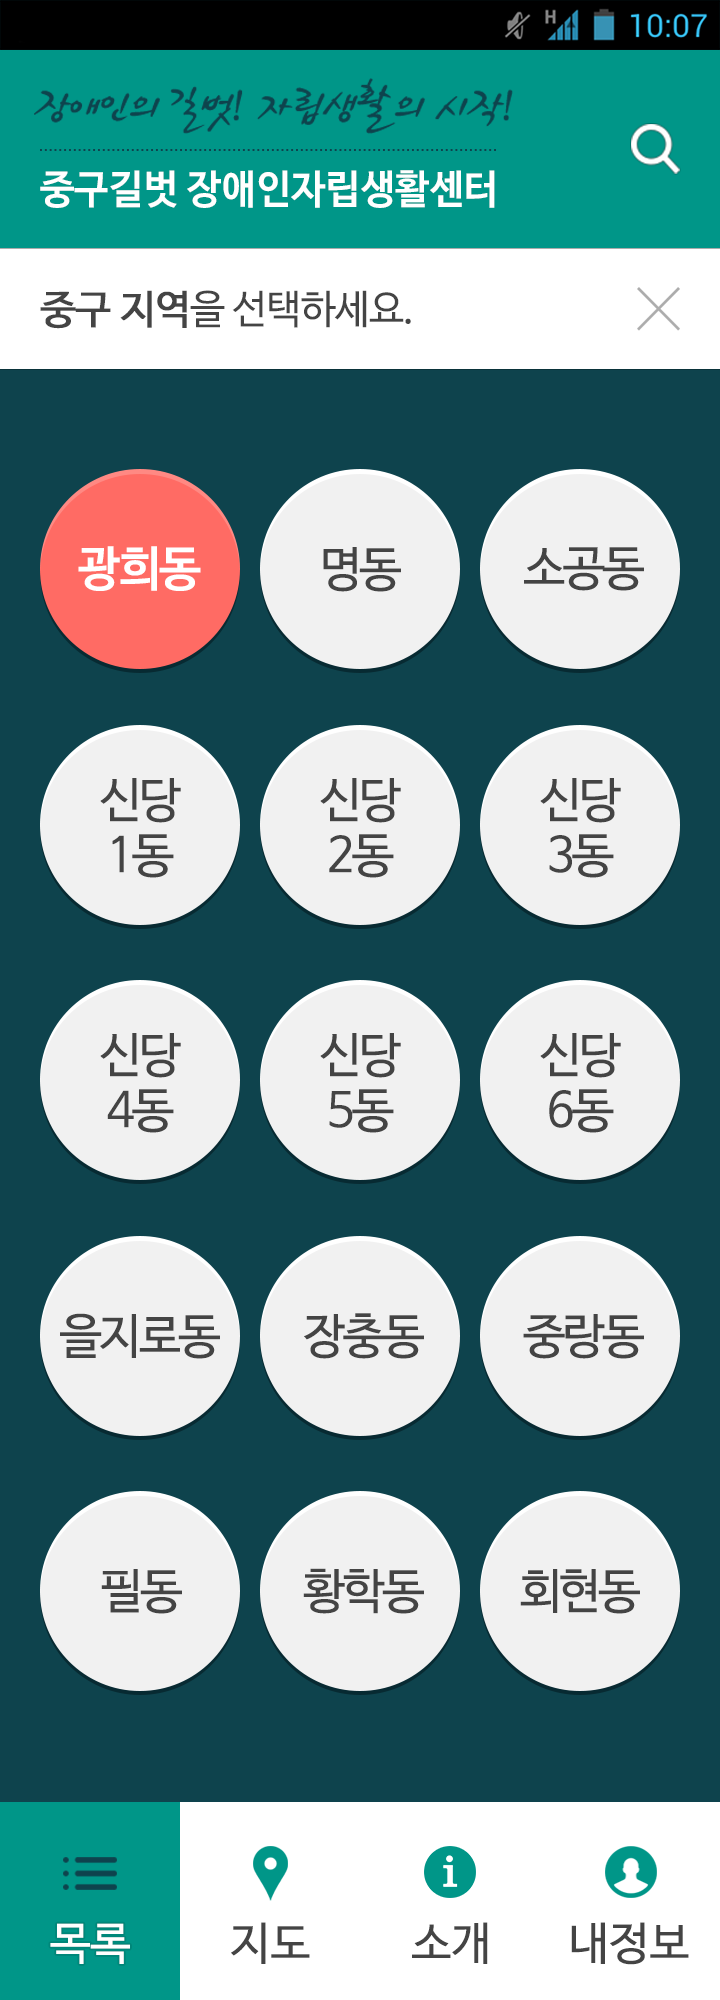 H
10:07
장애인의 길벗! 자립생활의 시작!
중구길벗 장애인자립생활센터
중구 지역을 선택하세요.
광희동
명동
소공동
신당
1동
신당
2동
신당
3동
신당
4동
신당
5동
신당
6동
을지로동
장충동
중랑동
필동
황학동
회현동
목록
지도
소개
내정보